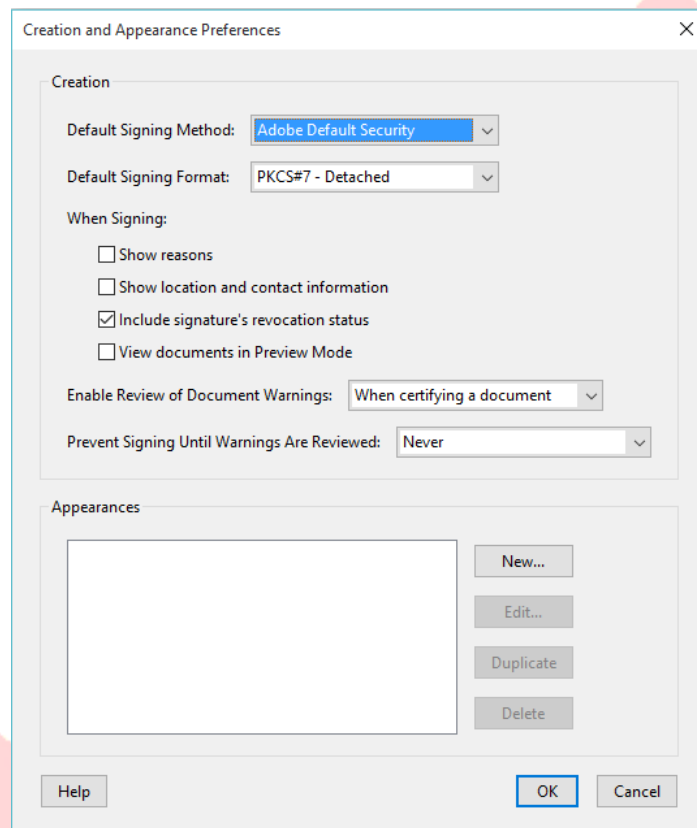 Creation and Appearance Preferences
Creation
Default Signing Method: Adobe Default Security
Default Signing Format: PKCS#7 - Detached
When Signing:
Show reasons
Show location and contact information
Include signature's revocation status
View documents in Preview Mode
Enable Review of Document Warnings: When certifying a document
Prevent Signing Until Warnings Are Reviewed: Never
Appearances
New...
Edit...
Duplicate
Delete
Help OK Cancel